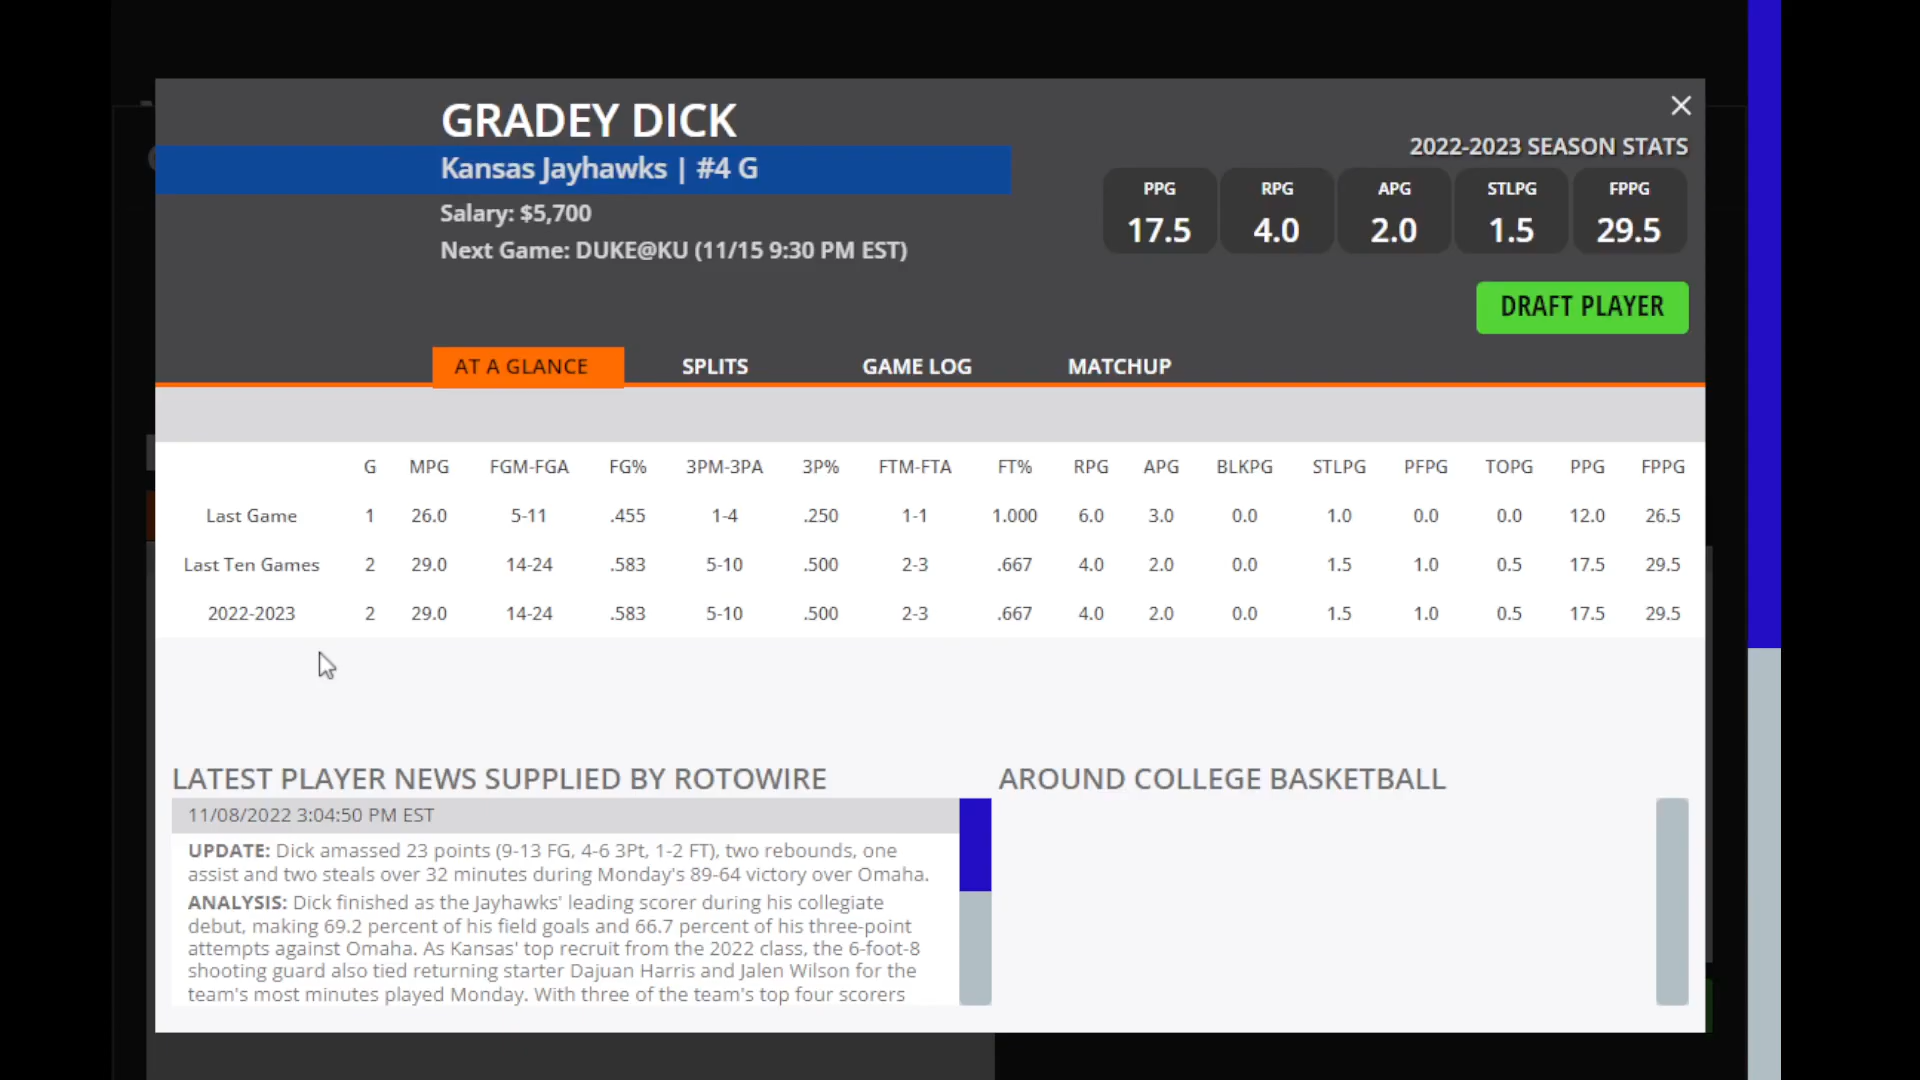 GRADEY DICK
Kansas Jayhawks | #4 G
Salary: $5,700
Next Game: DUKE@KU (11/15 9:30 PM EST)
2022-2023 SEASON STATS
PPG RPG APG STLPG FPPG
17.5 4.0 2.0 1.5 29.5
DRAFT PLAYER
AT A GLANCE SPLITS GAME LOG MATCHUP
G MPG FGM-FGA FG% 3PM-3PA 3P% FTM-FTA FT% RPG APG BLKPG STLPG PFPG TOPG PPG FPPG
Last Game 1 26.0 5-11 .455 1-4 .250 1-1 1.000 6.0 3.0 0.0 1.0 0.0 0.0 12.0 26.5
Last Ten Games 2 29.0 14-24 .583 5-10 .500 2-3 .667 4.0 2.0 0.0 1.5 1.0 0.5 17.5 29.5
2022-2023 2 29.0 14-24 .583 5-10 .500 2-3 .667 4.0 2.0 0.0 1.5 1.0 0.5 17.5 29.5
LATEST PLAYER NEWS SUPPLIED BY ROTOWIRE
11/08/2022 3:04:50 PM EST
UPDATE: Dick amassed 23 points (9-13 FG, 4-6 3Pt, 1-2 FT), two rebounds, one
assist and two steals over 32 minutes during Monday's 89-64 victory over Omaha.
ANALYSIS: Dick finished as the Jayhawks' leading scorer during his collegiate
debut, making 69.2 percent of his field goals and 66.7 percent of his three-point
attempts against Omaha. As Kansas' top recruit from the 2022 class, the 6-foot-8
shooting guard also tied returning starter Dajuan Harris and Jalen Wilson for the
team's most minutes played Monday. With three of the team's top four scorers
AROUND COLLEGE BASKETBALL